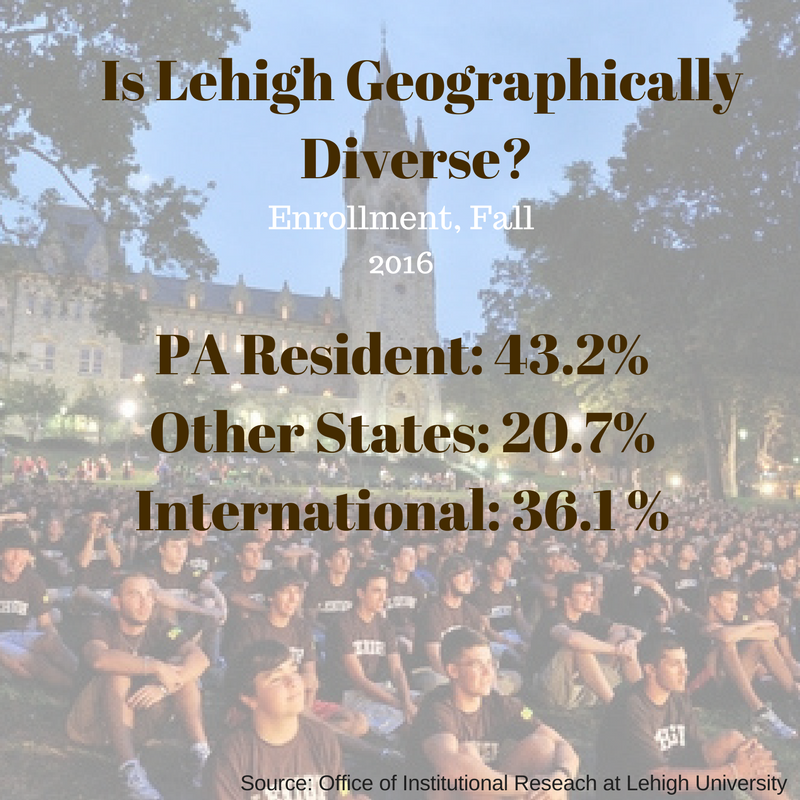 Is Lehigh Geographically
Diverse?
Enrollment, Fall
2016
PA Resident: 43.2%
Other States: 20.7%
International: 36.1%
Source: Office of Institutional Reseach at Lehigh University